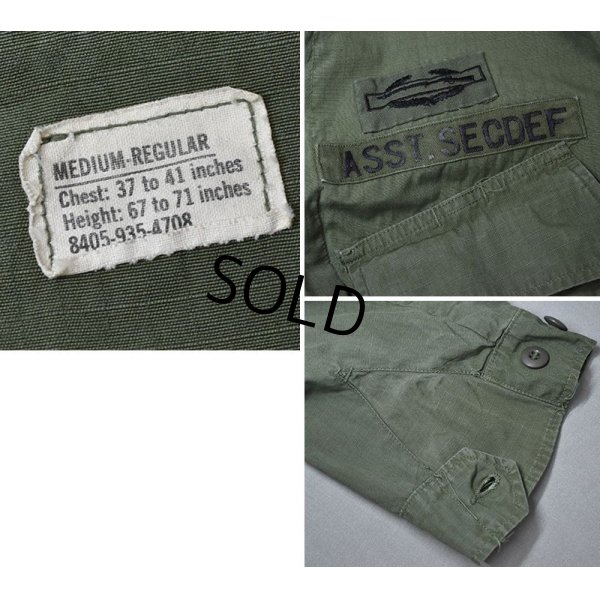 MEDIUM-REGULAR
Chest: 37 to 41 inches
Height: 67 to 71 inches
8405-935-4708
ASST. SECDEF
SOLD